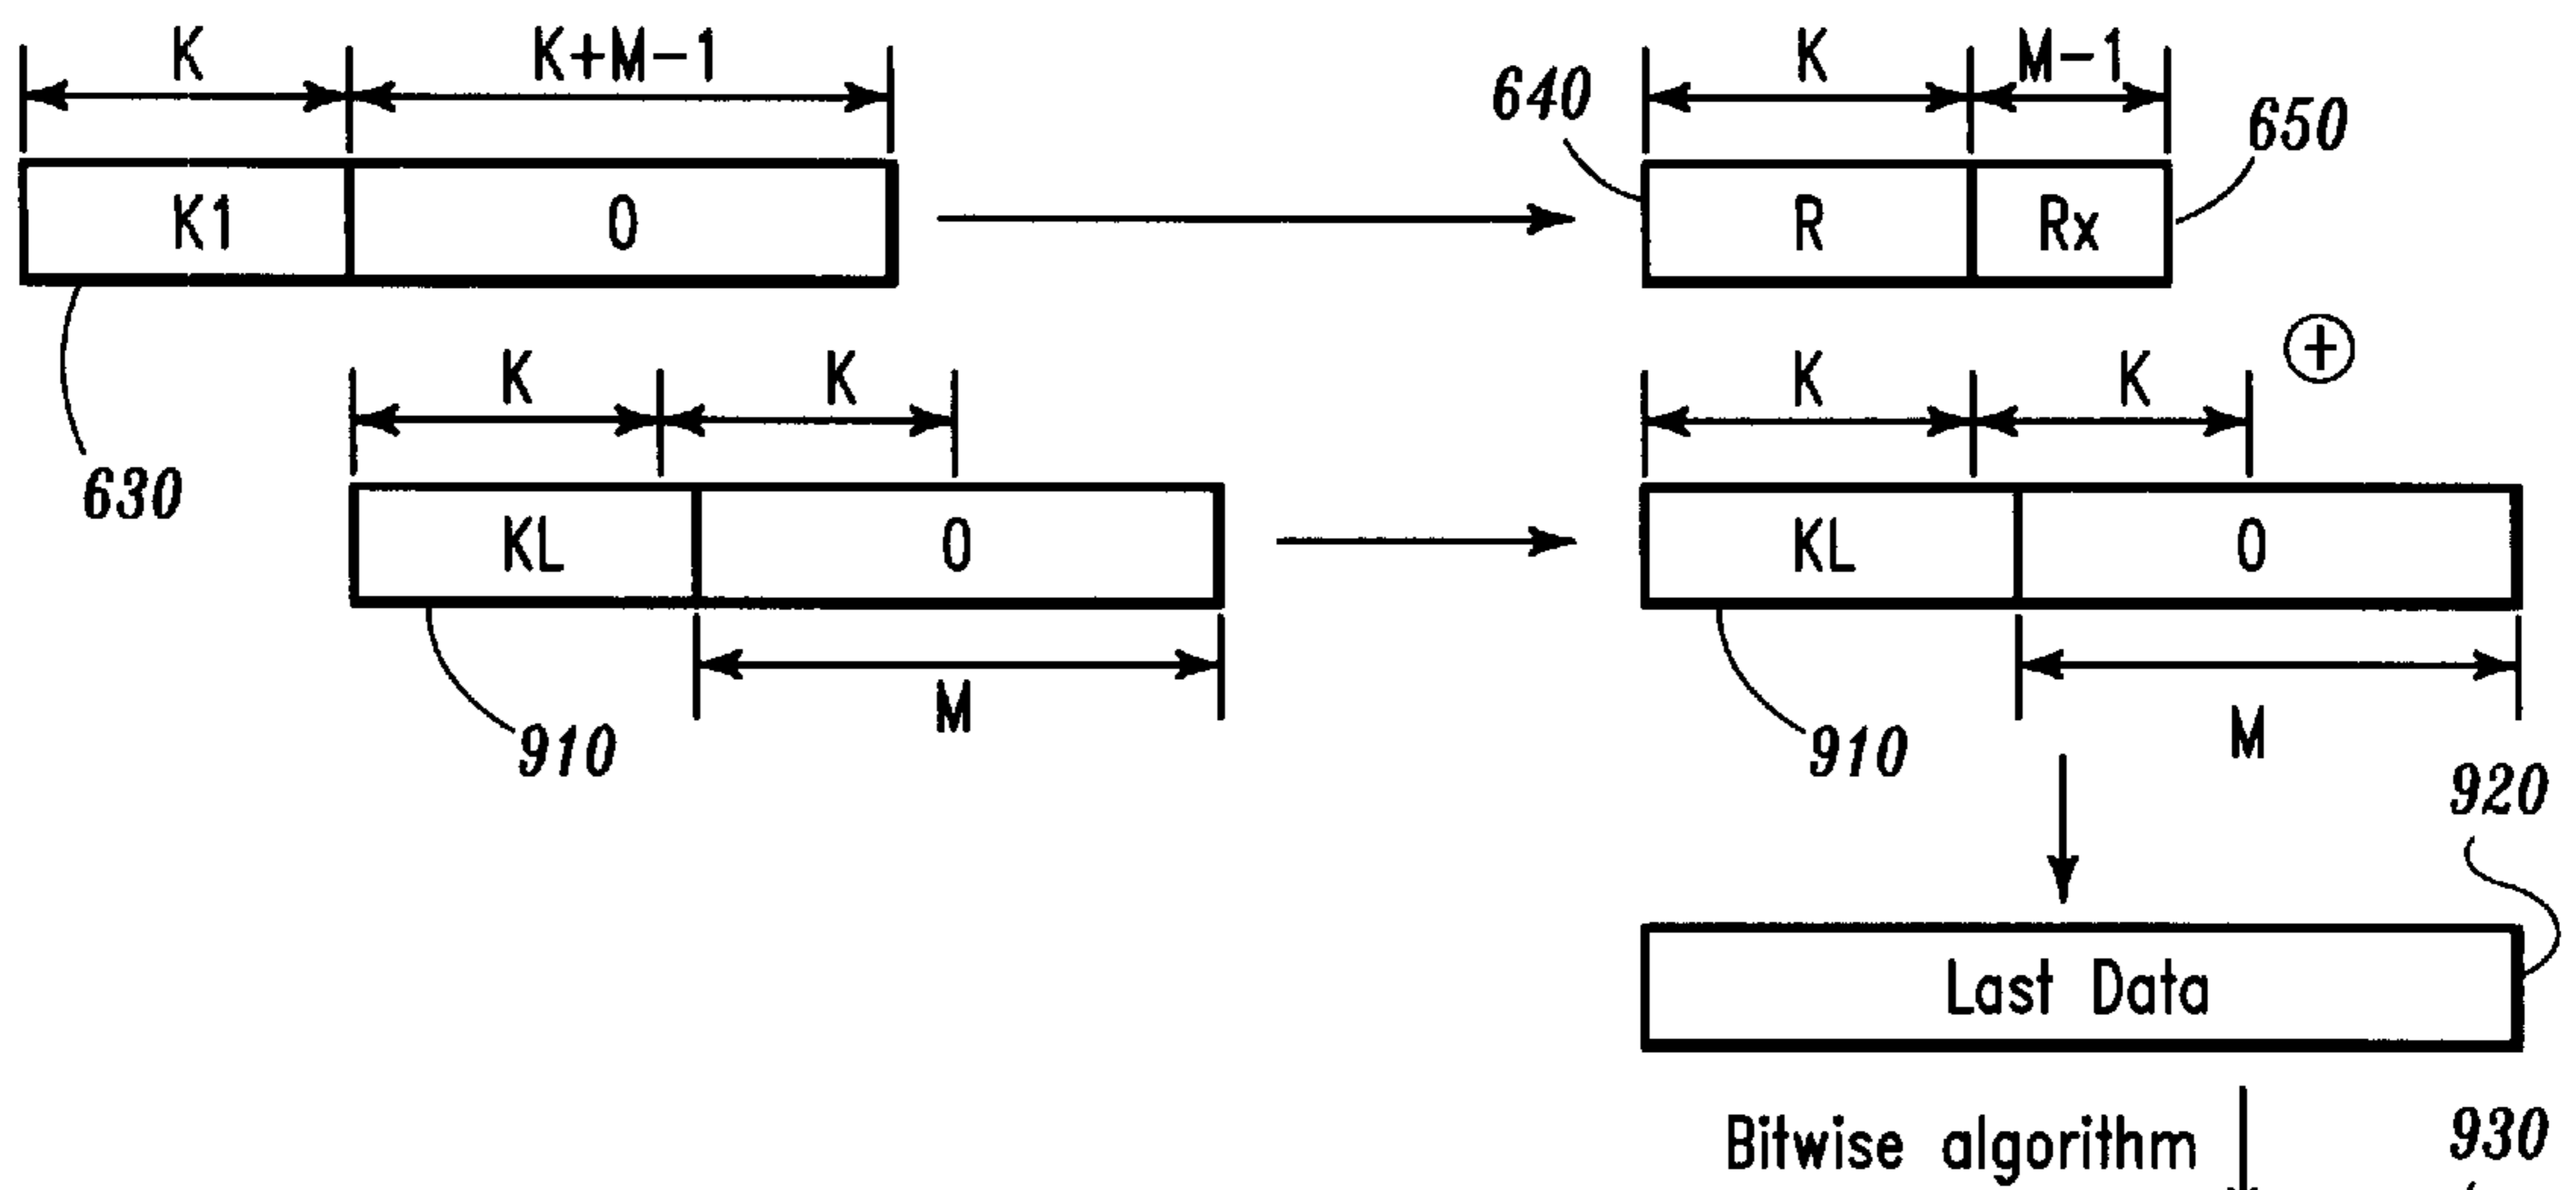 K K+M-1 K M-1
640 650
K1 0 R Rx
K K K K +
630
KL 0 KL 0
M M
910 910
920
Last Data
Bitwise algorithm 930